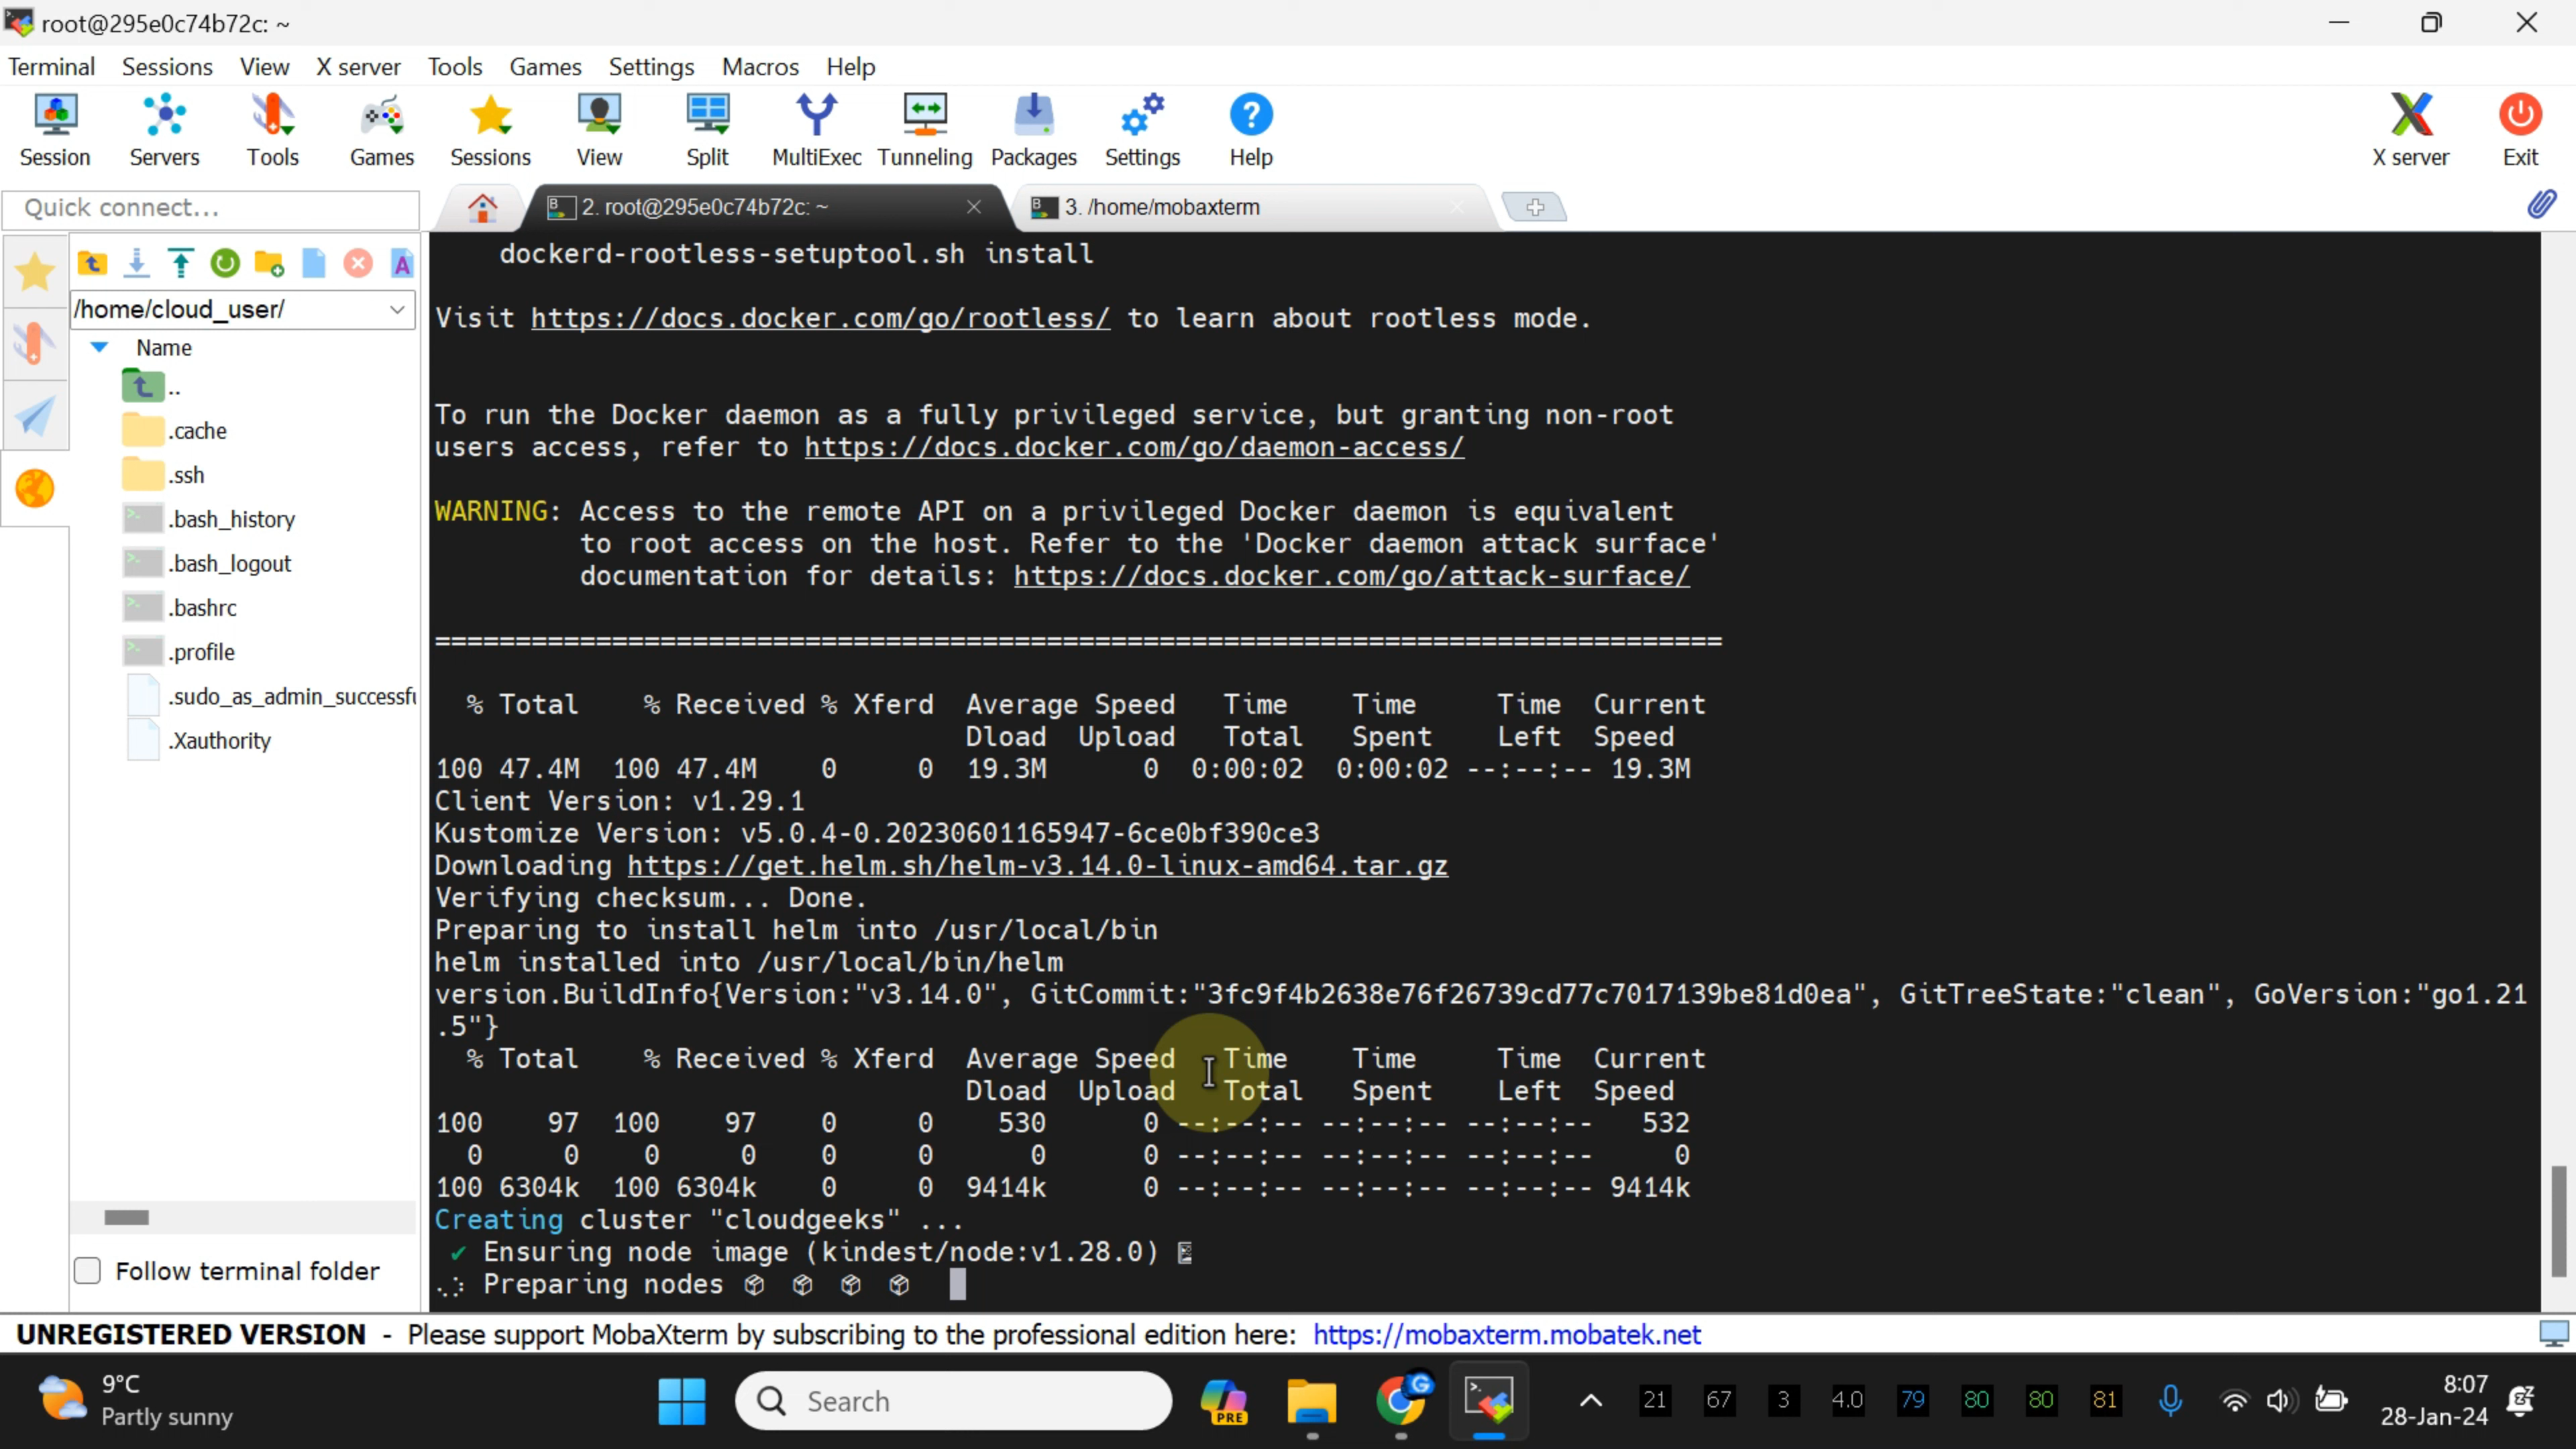 root@295e0c74b72c: ~
Terminal Sessions View X server Tools Games Settings Macros Help
Session Servers Tools Games Sessions View Split MultiExec Tunneling Packages Settings Help X server Exit
Quick connect...
2. root@295e0c74b72c: ~
3. /home/mobaxterm
/home/cloud_user/
Name
..
.cache
.ssh
.bash_history
.bash_logout
.bashrc
.profile
.sudo_as_admin_successfu
.Xauthority
Follow terminal folder
dockerd-rootless-setuptool.sh install
Visit https://docs.docker.com/go/rootless/ to learn about rootless mode.
To run the Docker daemon as a fully privileged service, but granting non-root
users access, refer to https://docs.docker.com/go/daemon-access/
WARNING: Access to the remote API on a privileged Docker daemon is equivalent
to root access on the host. Refer to the 'Docker daemon attack surface'
documentation for details: https://docs.docker.com/go/attack-surface/
================================================================================
% Total % Received % Xferd Average Speed Time Time Time Current
Dload Upload Total Spent Left Speed
100 47.4M 100 47.4M 0 0 19.3M 0 0:00:02 0:00:02 --:--:-- 19.3M
Client Version: v1.29.1
Kustomize Version: v5.0.4-0.20230601165947-6ce0bf390ce3
Downloading https://get.helm.sh/helm-v3.14.0-linux-amd64.tar.gz
Verifying checksum... Done.
Preparing to install helm into /usr/local/bin
helm installed into /usr/local/bin/helm
version.BuildInfo{Version:"v3.14.0", GitCommit:"3fc9f4b2638e76f26739cd77c7017139be81d0ea", GitTreeState:"clean", GoVersion:"go1.21
.5"}
% Total % Received % Xferd Average Speed Time Time Time Current
Dload Upload Total Spent Left Speed
100 97 100 97 0 0 530 0 --:--:-- --:--:-- --:--:-- 532
0 0 0 0 0 0 0 0 --:--:-- --:--:-- --:--:-- 0
100 6304k 100 6304k 0 0 9414k 0 --:--:-- --:--:-- --:--:-- 9414k
Creating cluster "cloudgeeks" ...
✓ Ensuring node image (kindest/node:v1.28.0)
Preparing nodes
UNREGISTERED VERSION - Please support MobaXterm by subscribing to the professional edition here: https://mobaxterm.mobatek.net
9°C
Partly sunny
Search
PRE
G
21 67 3 4.0 79 80 80 81
8:07
28-Jan-24